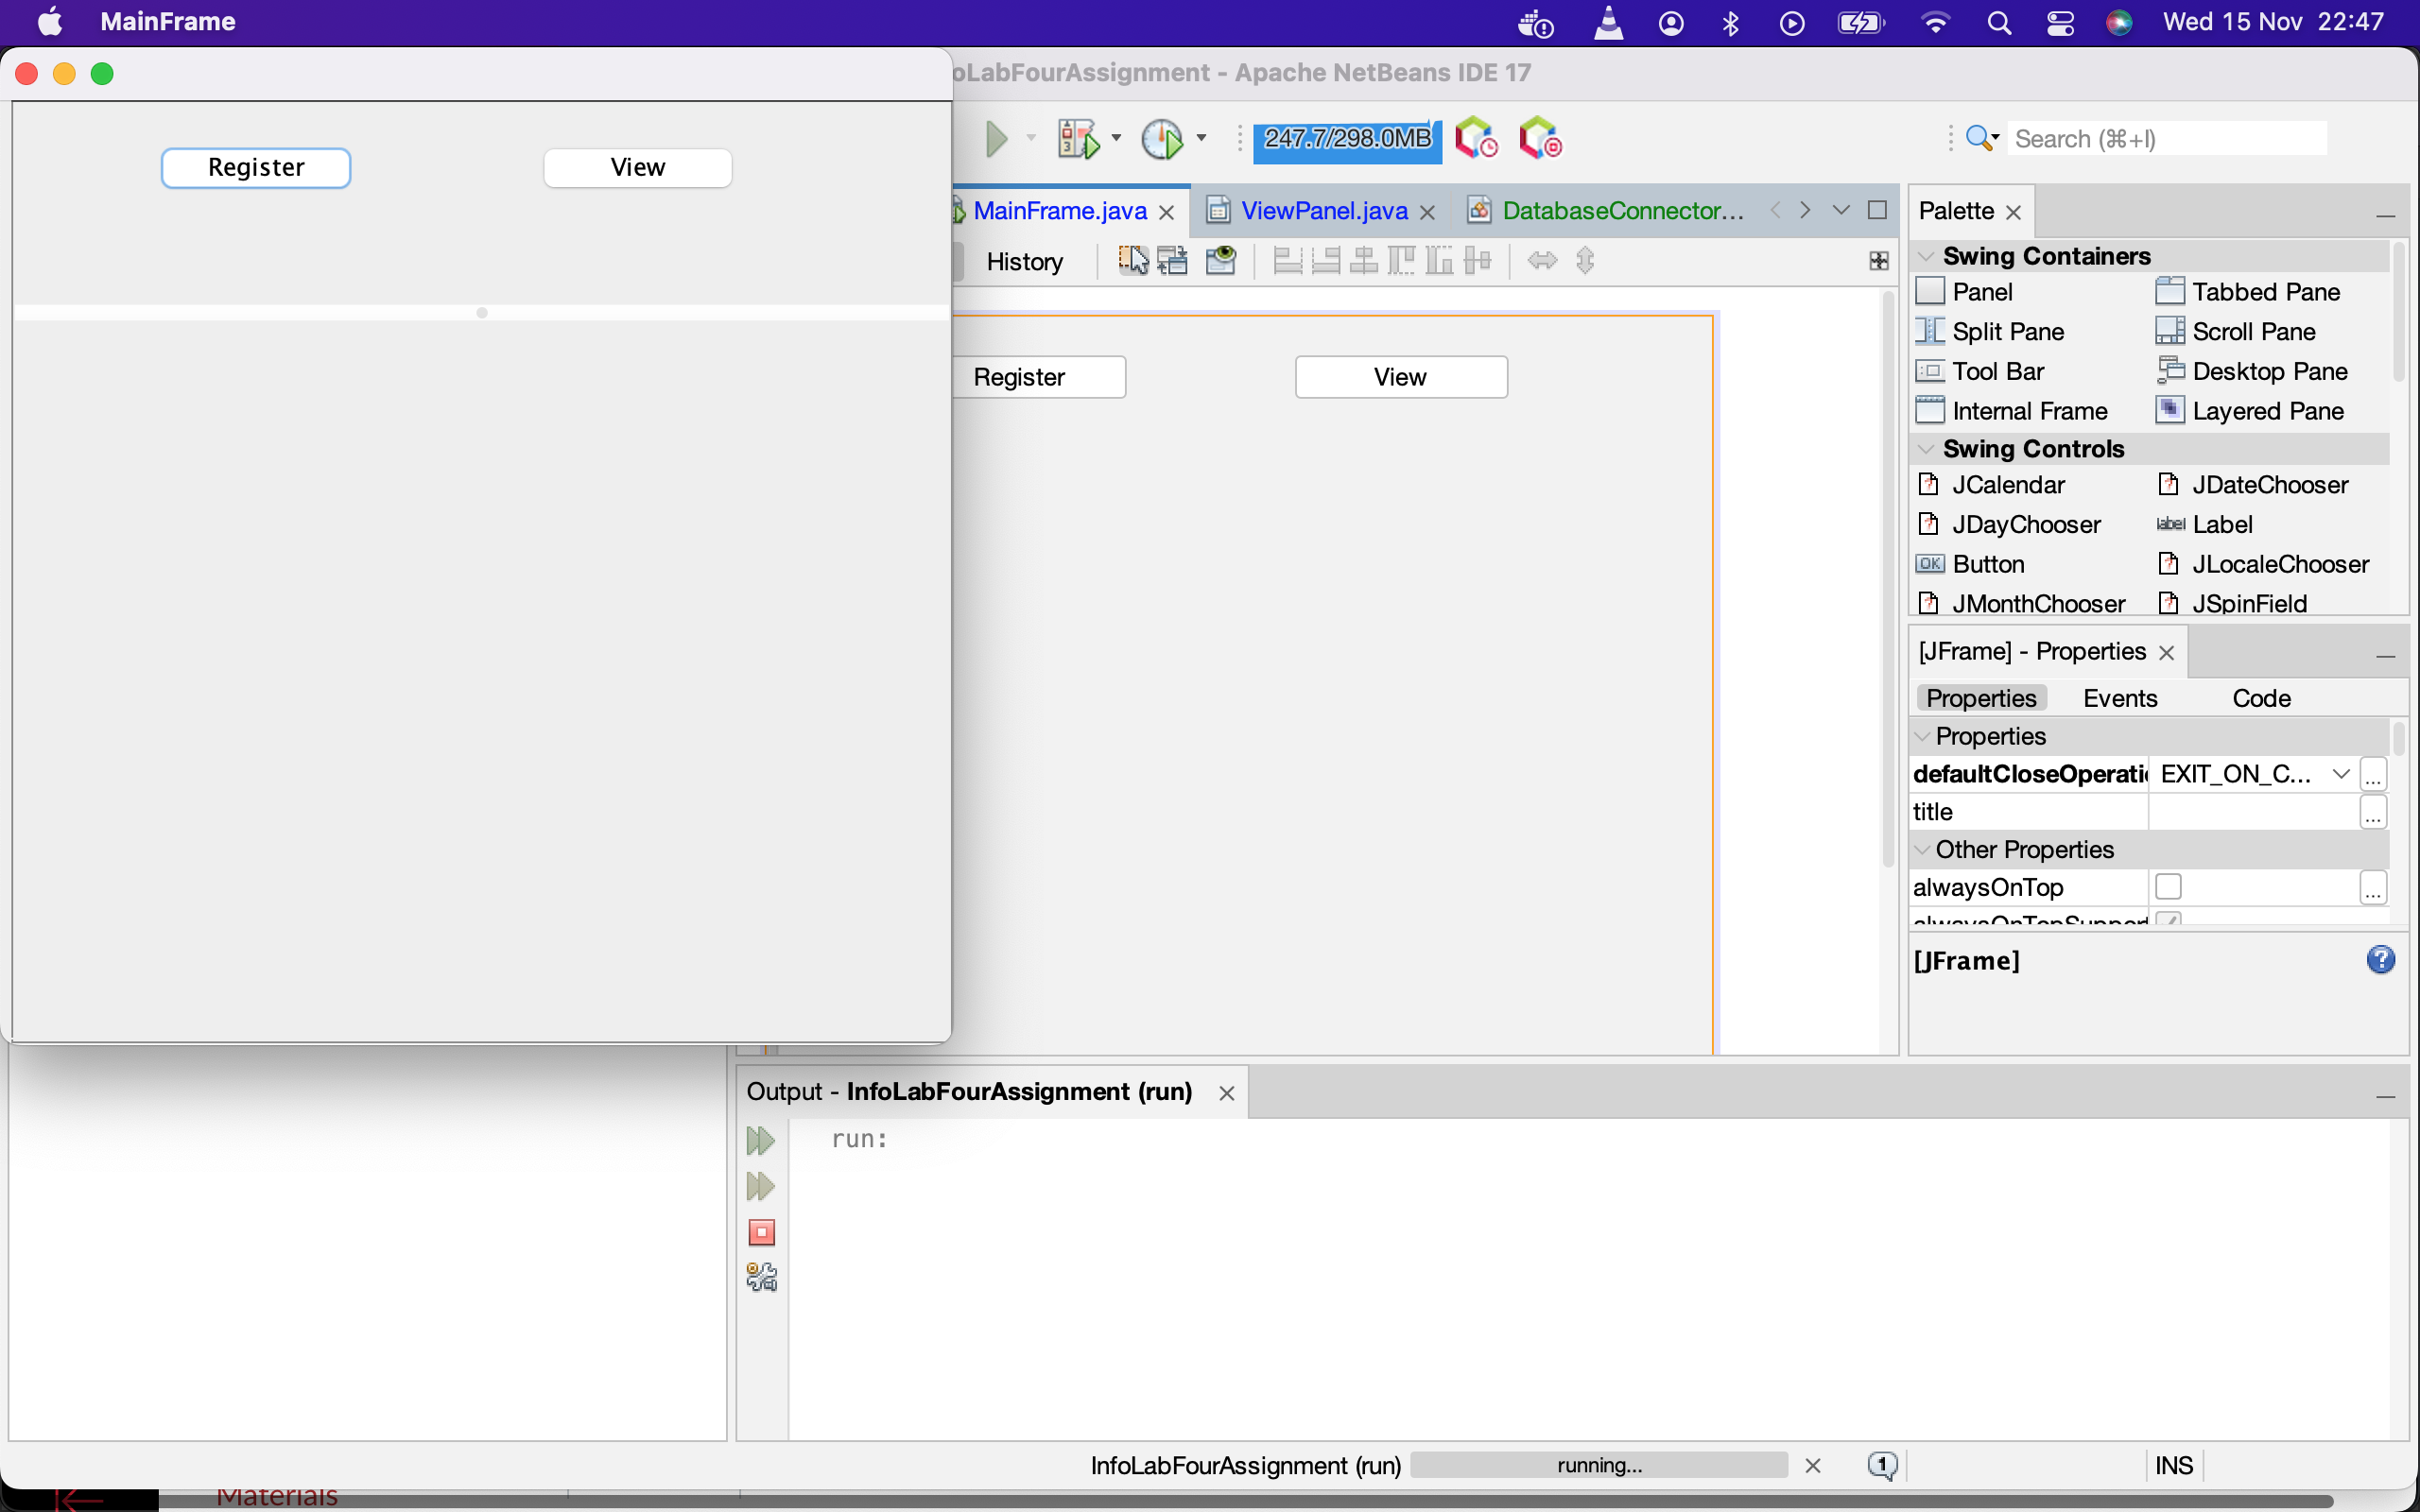 MainFrame
Wed 15 Nov 22:47
oLabFourAssignment - Apache NetBeans IDE 17
Register
View
247.7/298.0MB
Search (⌘+I)
MainFrame.java
ViewPanel.java
DatabaseConnector...
Palette
History
Swing Containers
Panel
Tabbed Pane
Split Pane
Scroll Pane
Tool Bar
Desktop Pane
Internal Frame
Layered Pane
Register
View
Swing Controls
JCalendar
JDateChooser
JDayChooser
label Label
OK Button
JLocaleChooser
JMonthChooser
JSpinField
[JFrame] - Properties
Properties
Events
Code
Properties
defaultCloseOperati
EXIT_ON_C...
...
title
...
Other Properties
alwaysOnTop
...
alwaysOnTopSupport
[JFrame]
?
Output - InfoLabFourAssignment (run)
run:
InfoLabFourAssignment (run)
running...
1
INS
Materials